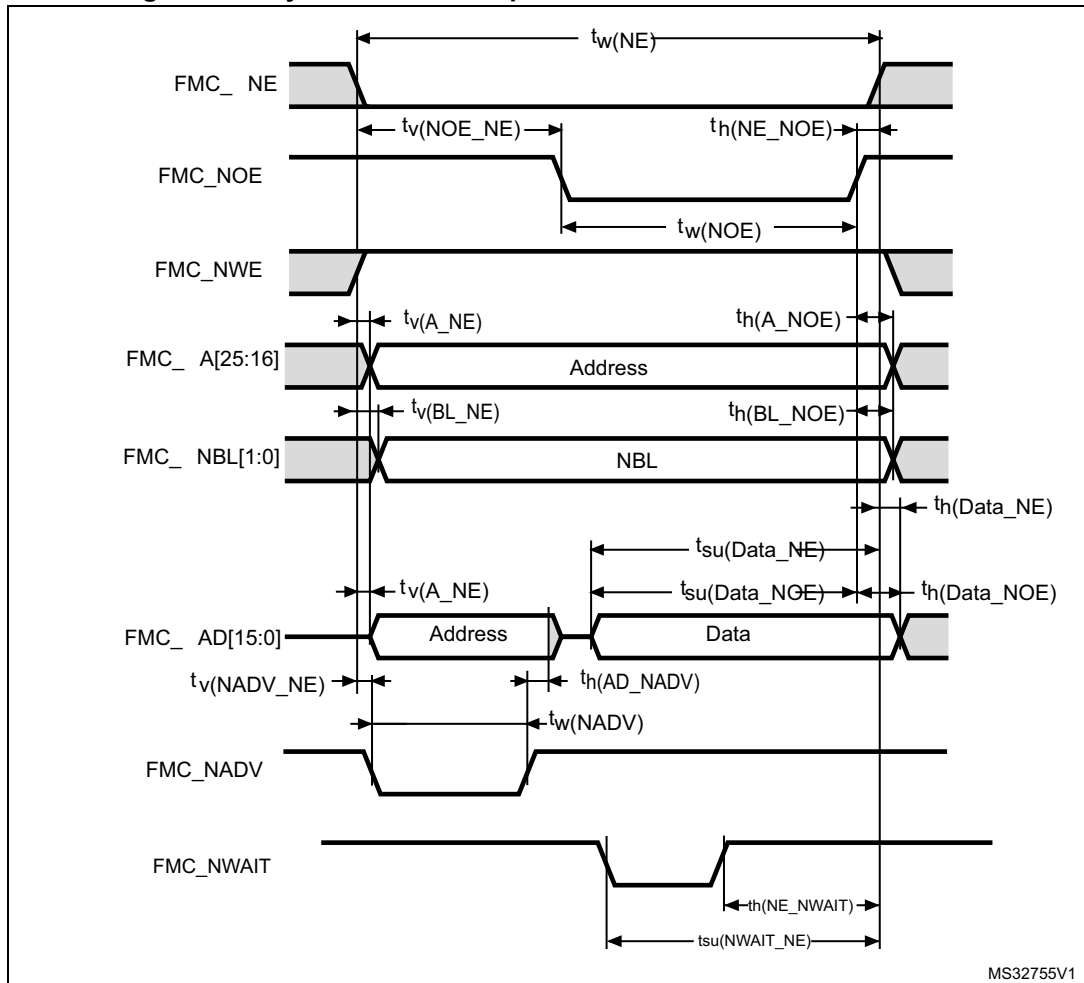 tw(NE)
FMC_ NE
tv(NOE_NE)
th(NE_NOE)
FMC_NOE
tw(NOE)
FMC_NWE
tv(A_NE)
th(A_NOE)
FMC_ A[25:16]
Address
tv(BL_NE)
th(BL_NOE)
FMC_ NBL[1:0]
NBL
th(Data_NE)
tsu(Data_NE)
tv(A_NE)
tsu(Data_NOE)
th(Data_NOE)
FMC_ AD[15:0]
Address
Data
tv(NADV_NE)
th(AD_NADV)
tw(NADV)
FMC_NADV
FMC_NWAIT
th(NE_NWAIT)
tsu(NWAIT_NE)
MS32755V1